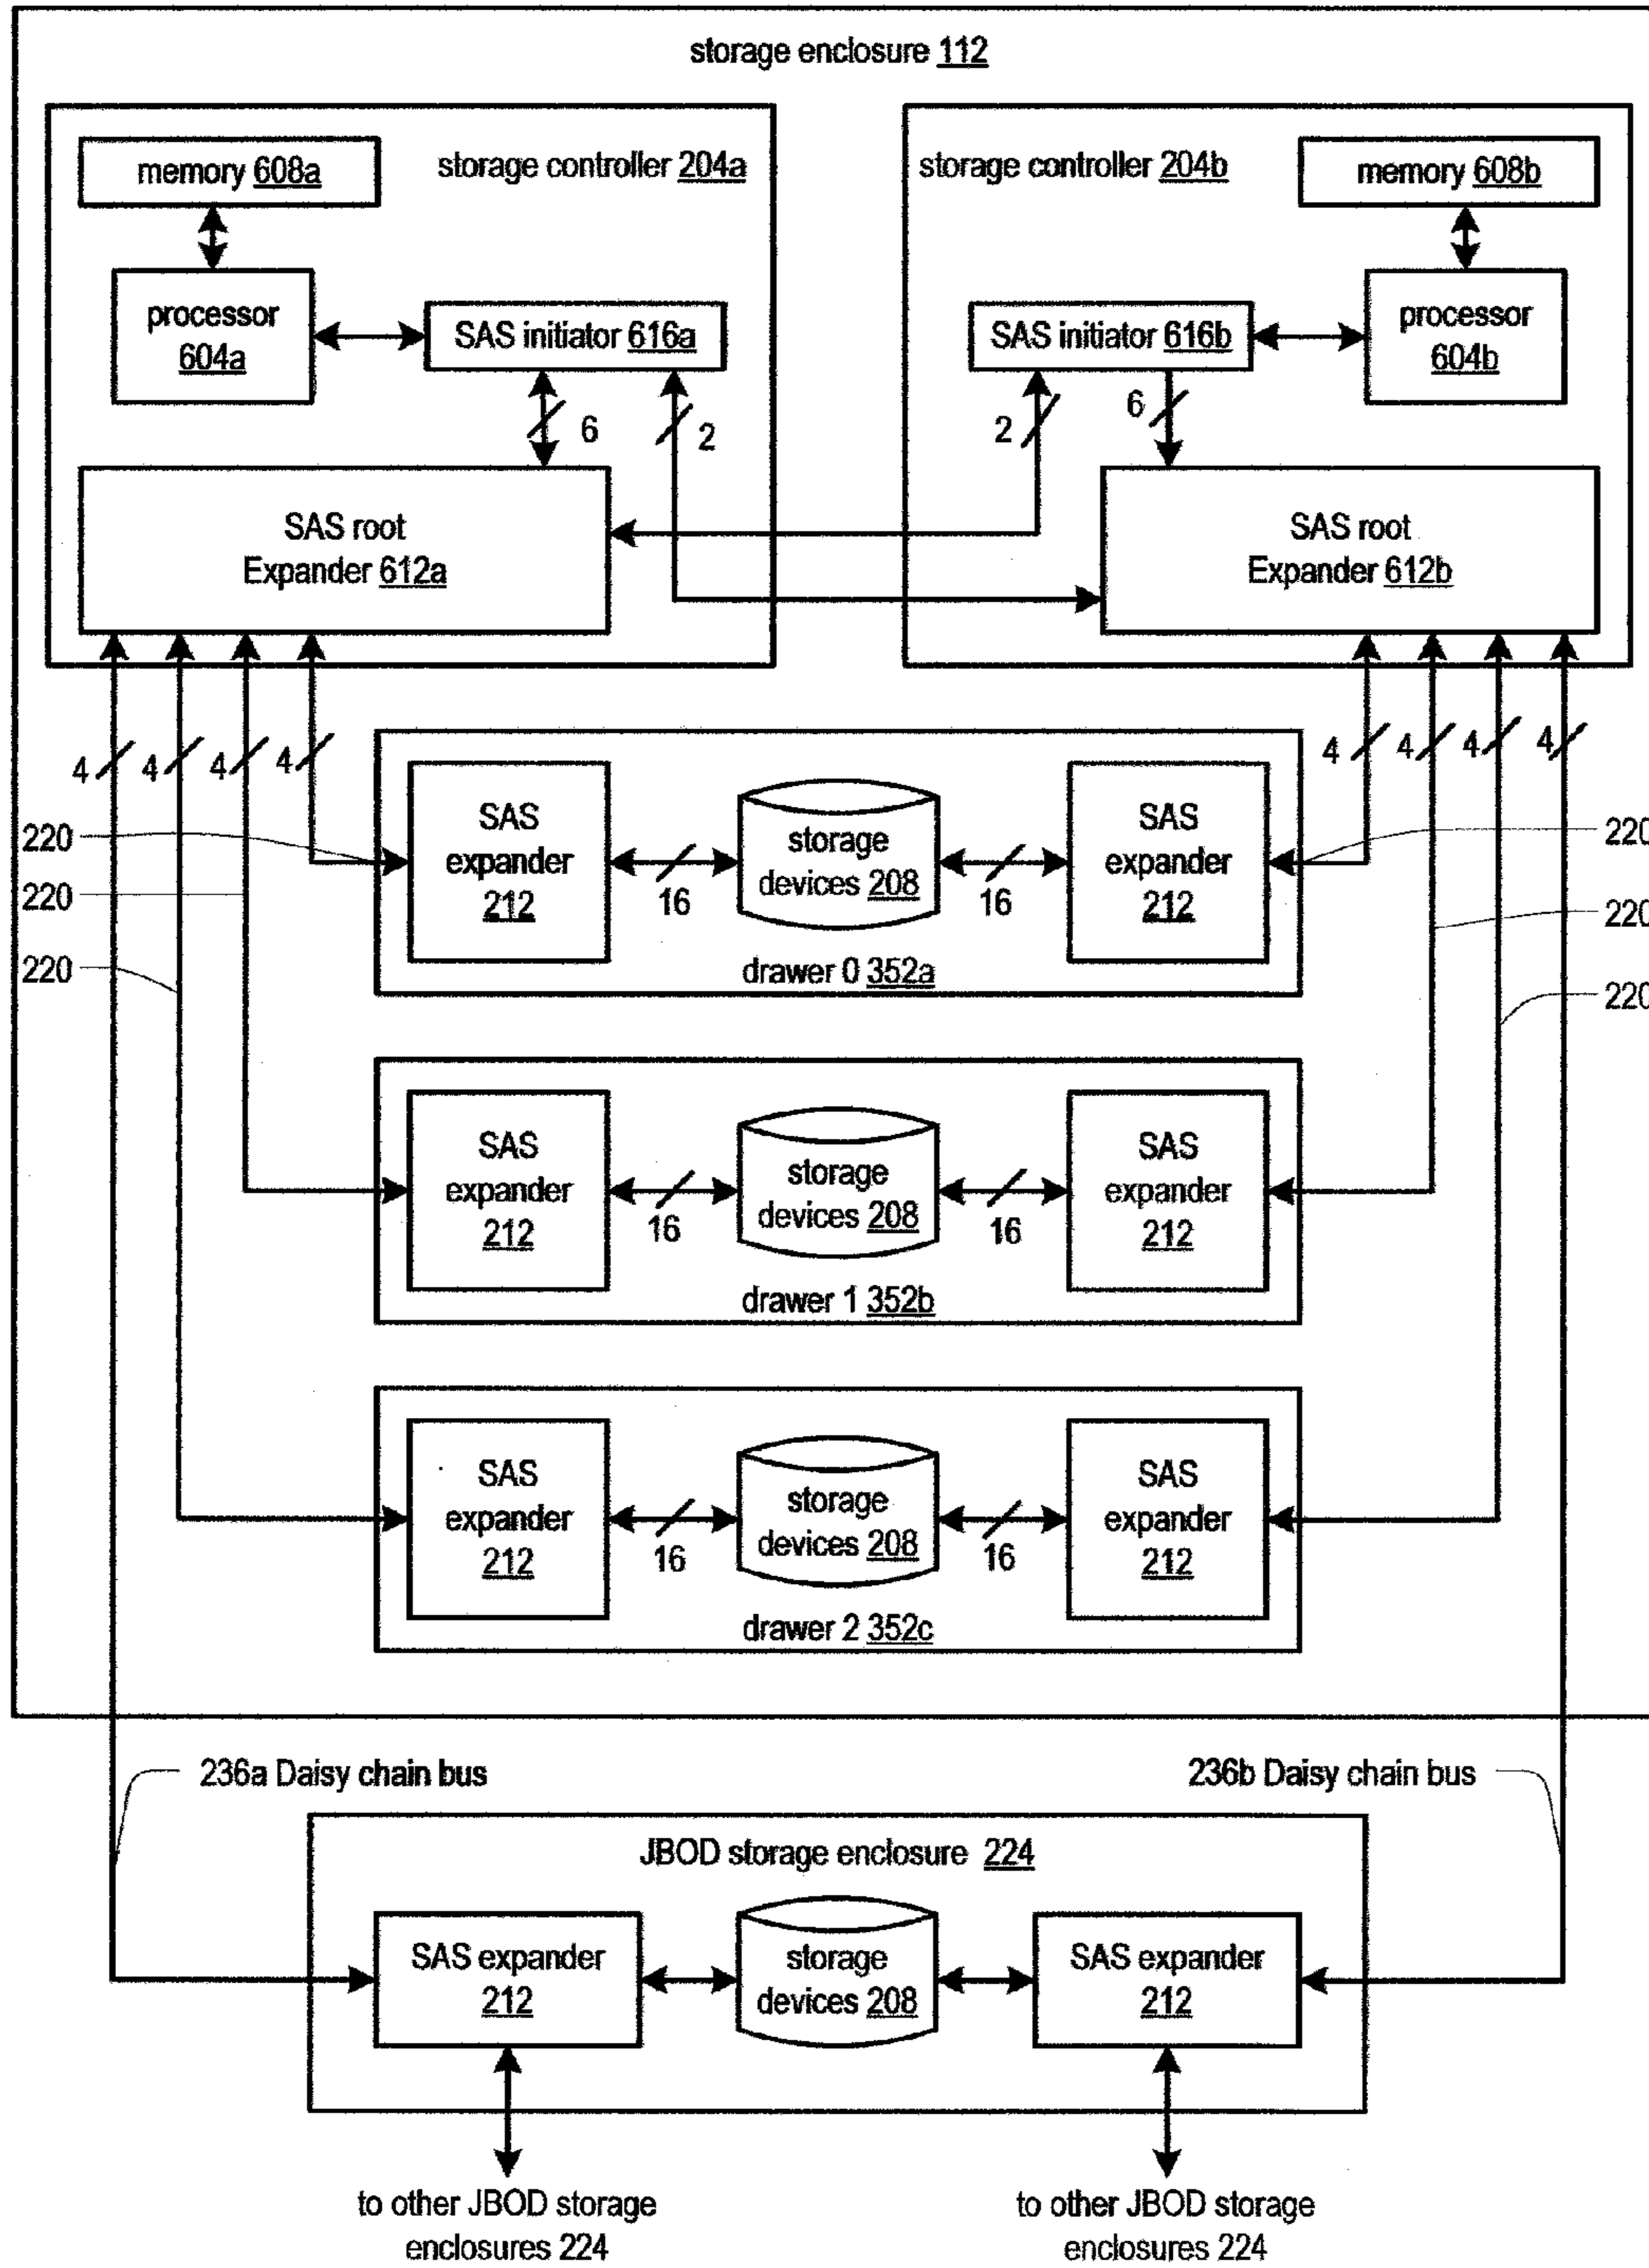 storage enclosure 112
memory 608a
storage controller 204a
storage controller 204b
memory 608b
processor
604a
SAS initiator 616a
SAS initiator 616b
processor
604b
6
2
2
6
SAS root
Expander 612a
SAS root
Expander 612b
4
4
4
4
4
4
4
4
220
220
220
220
220
220
SAS
expander
212
16
storage
devices 208
16
SAS
expander
212
drawer 0 352a
SAS
expander
212
16
storage
devices 208
16
SAS
expander
212
drawer 1 352b
SAS
expander
212
16
storage
devices 208
16
SAS
expander
212
drawer 2 352c
236a Daisy chain bus
236b Daisy chain bus
JBOD storage enclosure 224
SAS expander
212
storage
devices 208
SAS expander
212
to other JBOD storage
enclosures 224
to other JBOD storage
enclosures 224